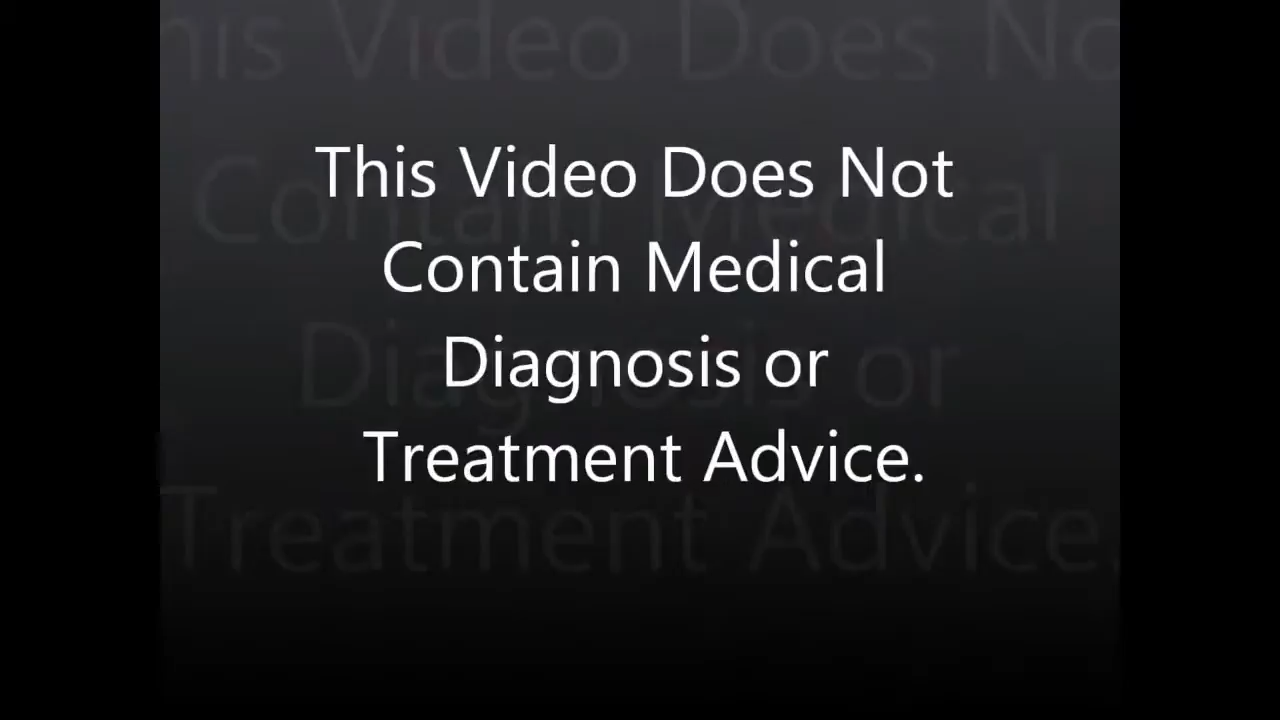 This Video Does Not
Contain Medical
Diagnosis or
Treatment Advice.